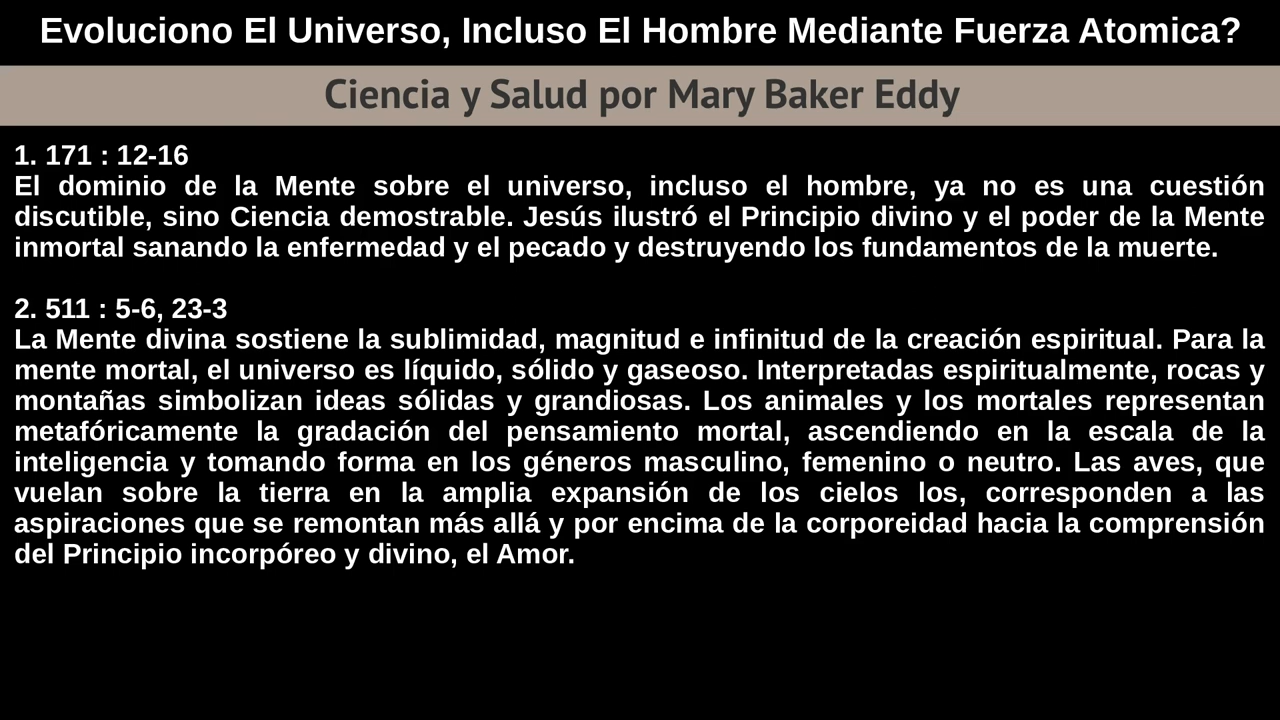 Evoluciono El Universo, Incluso El Hombre Mediante Fuerza Atomica?
Ciencia y Salud por Mary Baker Eddy
1. 171 : 12-16
El dominio de la Mente sobre el universo, incluso el hombre, ya no es una cuestión
discutible, sino Ciencia demostrable. Jesús ilustró el Principio divino y el poder de la Mente
inmortal sanando la enfermedad y el pecado y destruyendo los fundamentos de la muerte.
2. 511 : 5-6, 23-3
La Mente divina sostiene la sublimidad, magnitud e infinitud de la creación espiritual. Para la
mente mortal, el universo es líquido, sólido y gaseoso. Interpretadas espiritualmente, rocas y
montañas simbolizan ideas sólidas y grandiosas. Los animales y los mortales representan
metafóricamente la gradación del pensamiento mortal, ascendiendo en la escala de la
inteligencia y tomando forma en los géneros masculino, femenino o neutro. Las aves, que
vuelan sobre la tierra en la amplia expansión de los cielos los, corresponden a las
aspiraciones que se remontan más allá y por encima de la corporeidad hacia la comprensión
del Principio incorpóreo y divino, el Amor.